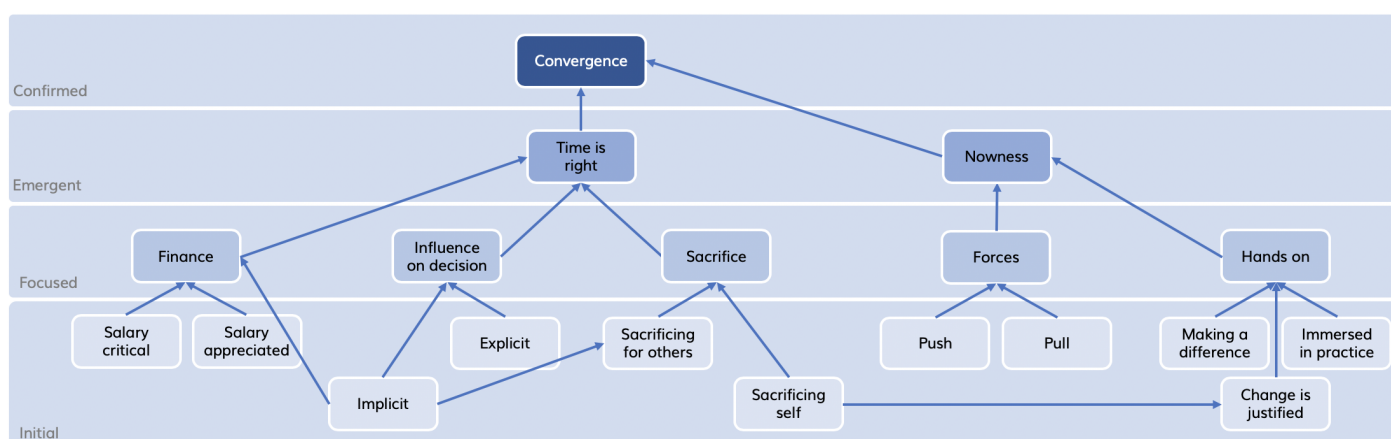 Convergence
Confirmed
Time is
right
Nowness
Emergent
Finance
Influence
on decision
Sacrifice
Forces
Hands on
Focused
Salary
critical
Salary
appreciated
Explicit
Sacrificing
for others
Push
Pull
Making a
difference
Immersed
in practice
Implicit
Sacrificing
self
Change is
justified
Initial